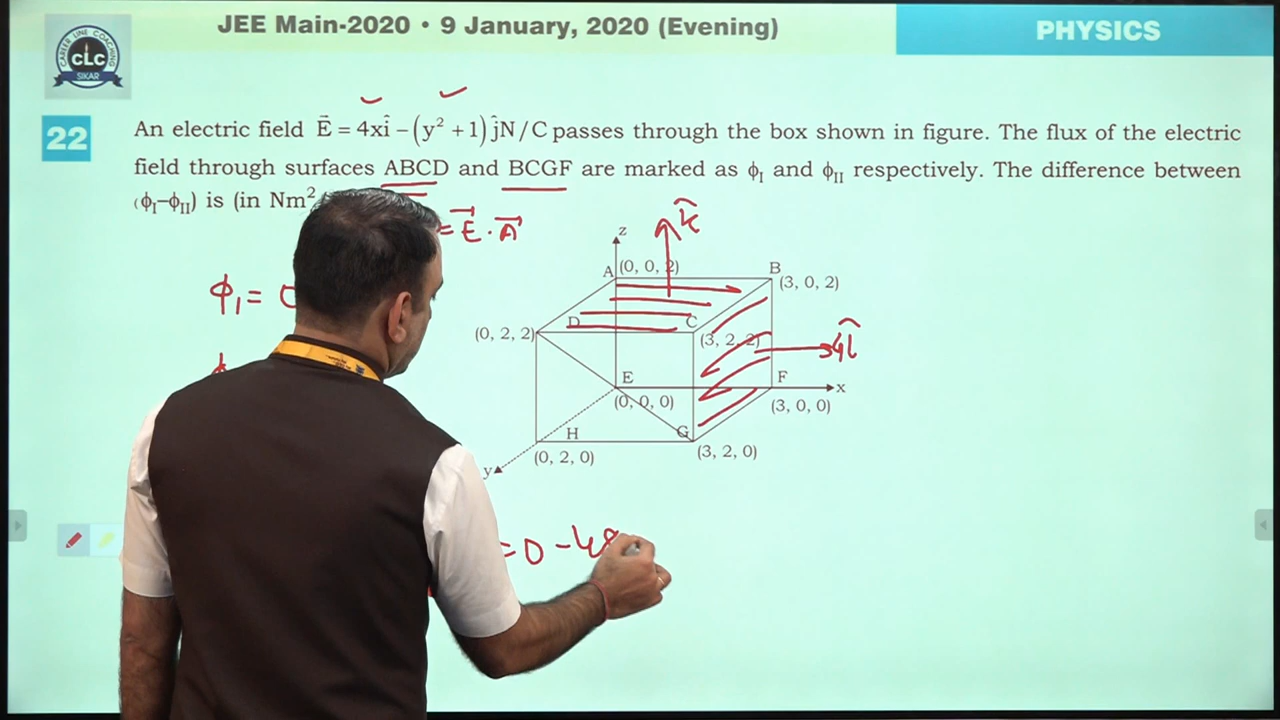 JEE Main-2020 • 9 January, 2020 (Evening)
PHYSICS
CAREER LINE COACHING
CLC
SIKAR
22
An electric field E⃗ = 4xî − (y² + 1) ĵ N/C passes through the box shown in figure. The flux of the electric
field through surfaces ABCD and BCGF are marked as ϕI and ϕII respectively. The difference between
(ϕI–ϕII) is (in Nm²
= E⃗ · A⃗
k̂
z
A (0, 0, 2)
B
(3, 0, 2)
ϕ1 =
D
C
(0, 2, 2)
(3, 2, 2)
E
F
x
(0, 0, 0)
(3, 0, 0)
H
G
(0, 2, 0)
(3, 2, 0)
y
= 0 - 48